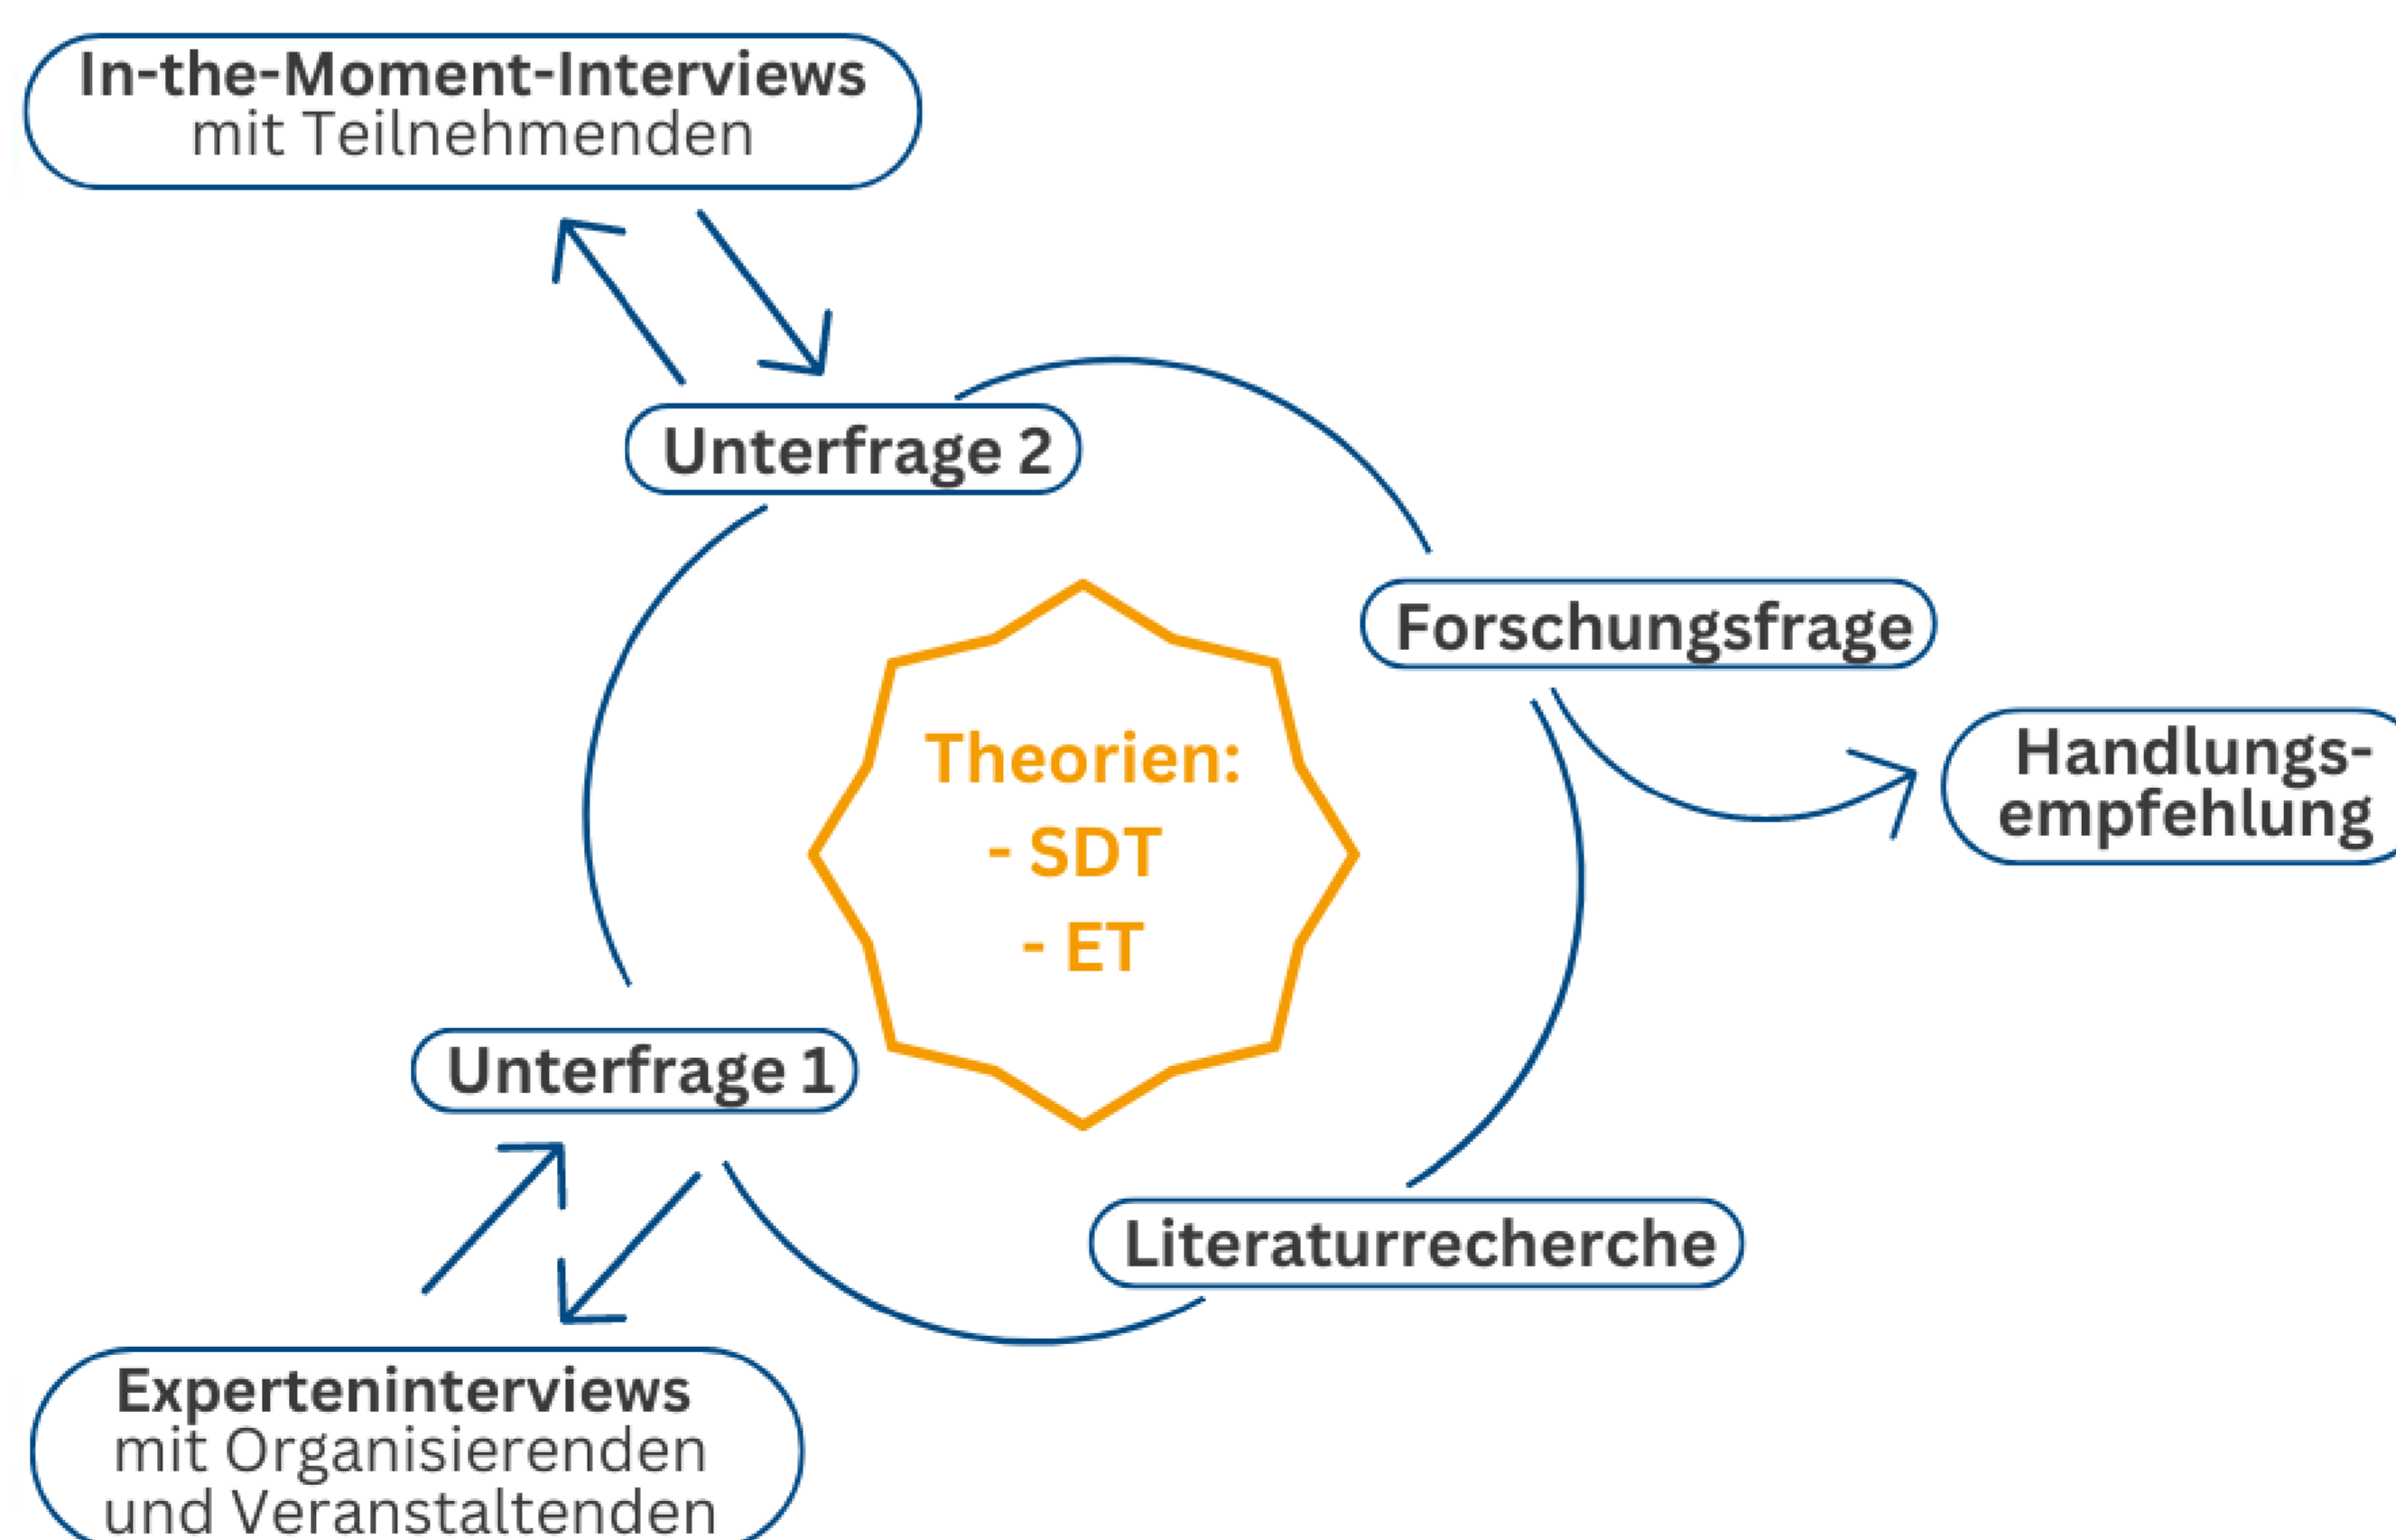 In-the-Moment-Interviews
mit Teilnehmenden
Unterfrage 2
Forschungsfrage
Handlungs-
empfehlung
Theorien:
- SDT
- ET
Unterfrage 1
Literaturrecherche
Experteninterviews
mit Organisierenden
und Veranstaltenden